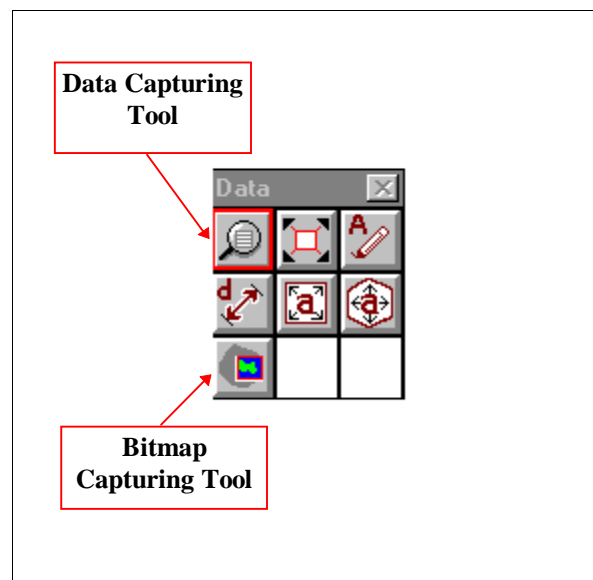 Data Capturing
Tool
Data
A
d
a
a
Bitmap
Capturing Tool